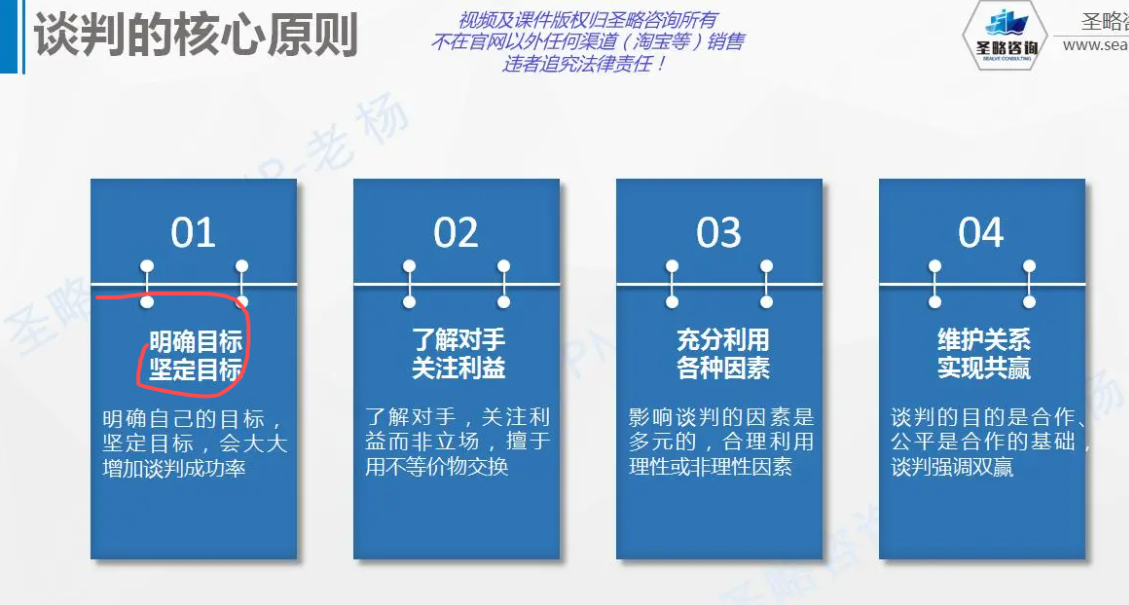 谈判的核心原则
视频及课件版权归圣略咨询所有
不在官网以外任何渠道（淘宝等）销售
违者追究法律责任！
圣略咨询
SEALVE CONSULTING
圣略
www.sea
01
明确目标
坚定目标
明确自己的目标，
坚定目标，会大大
增加谈判成功率
02
了解对手
关注利益
了解对手，关注利
益而非立场，擅于
用不等价物交换
03
充分利用
各种因素
影响谈判的因素是
多元的，合理利用
理性或非理性因素
04
维护关系
实现共赢
谈判的目的是合作、
公平是合作的基础，
谈判强调双赢
老杨
圣略
杨
圣略咨询